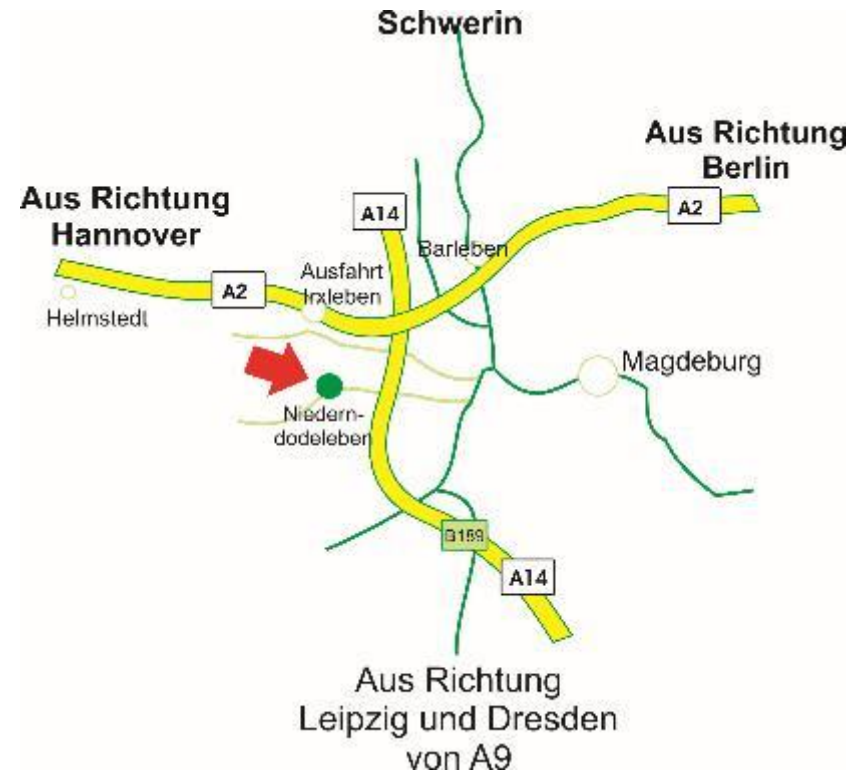 Schwerin
Aus Richtung
Berlin
Aus Richtung
Hannover
A14
A2
Barleben
Ausfahrt
Irxleben
A2
Helmstedt
Magdeburg
Niedern-
dodeleben
B189
A14
Aus Richtung
Leipzig und Dresden
von A9